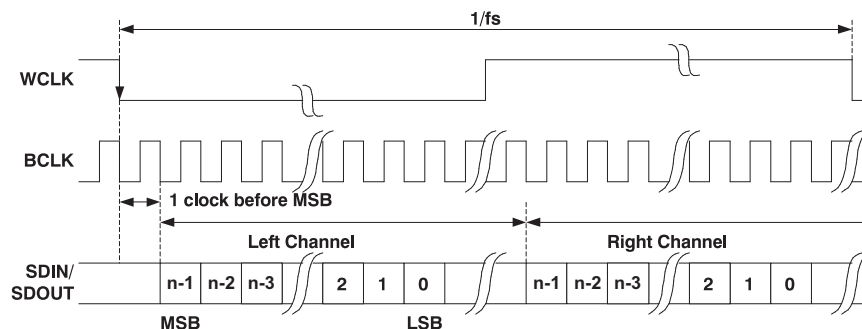 1/fs
WCLK
BCLK
1 clock before MSB
Left Channel
Right Channel
SDIN/
SDOUT
n-1 n-2 n-3 2 1 0 n-1 n-2 n-3 2 1 0
MSB LSB